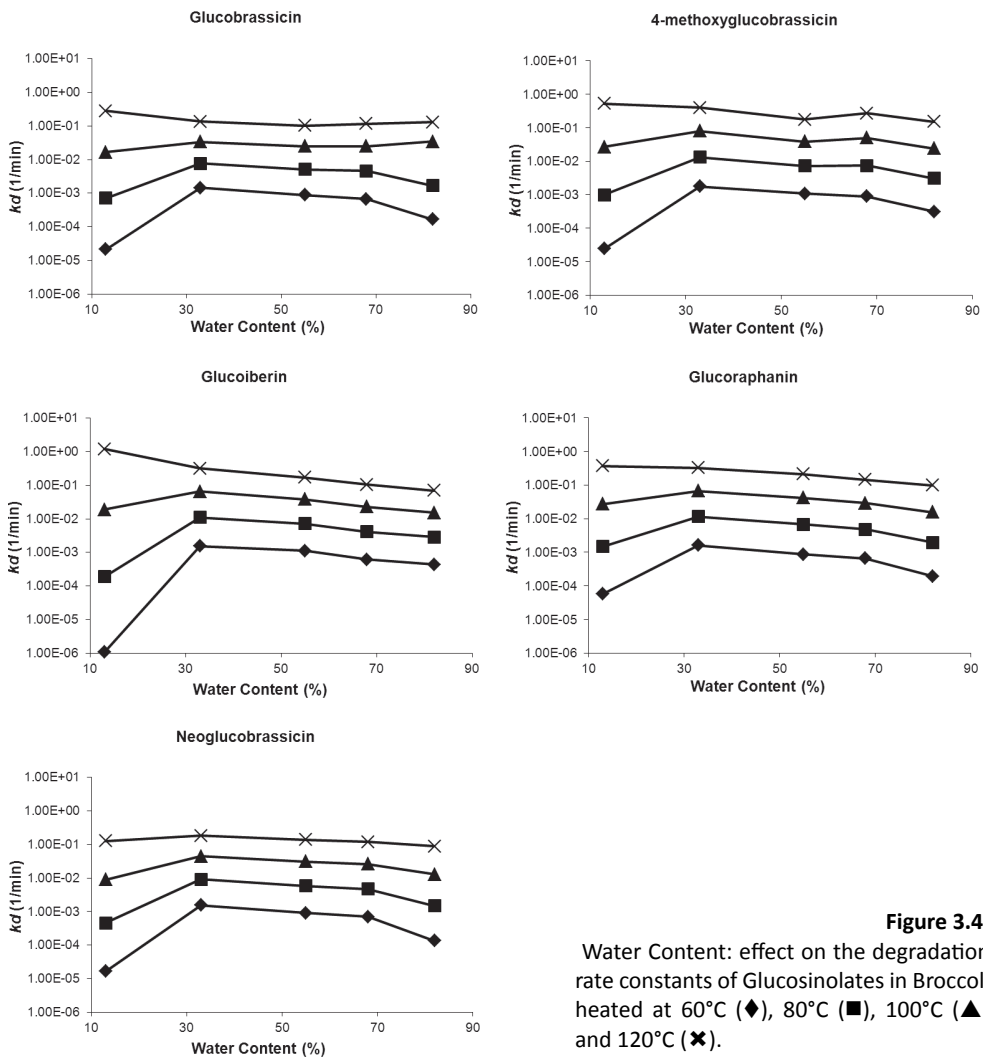 Glucobrassicin
1.00E+01
1.00E+00
1.00E-01
1.00E-02
1.00E-03
1.00E-04
1.00E-05
1.00E-06
kd (1/min)
10 30 50 70 90
Water Content (%)
4-methoxyglucobrassicin
1.00E+01
1.00E+00
1.00E-01
1.00E-02
1.00E-03
1.00E-04
1.00E-05
1.00E-06
kd (1/min)
10 30 50 70 90
Water Content (%)
Glucoiberin
1.00E+01
1.00E+00
1.00E-01
1.00E-02
1.00E-03
1.00E-04
1.00E-05
1.00E-06
kd (1/min)
10 30 50 70 90
Water Content (%)
Glucoraphanin
1.00E+01
1.00E+00
1.00E-01
1.00E-02
1.00E-03
1.00E-04
1.00E-05
1.00E-06
kd (1/min)
10 30 50 70 90
Water Content (%)
Neoglucobrassicin
1.00E+01
1.00E+00
1.00E-01
1.00E-02
1.00E-03
1.00E-04
1.00E-05
1.00E-06
kd (1/min)
10 30 50 70 90
Water Content (%)
Figure 3.4
Water Content: effect on the degradation
rate constants of Glucosinolates in Broccol
heated at 60°C (◆), 80°C (■), 100°C (▲
and 120°C (✖).